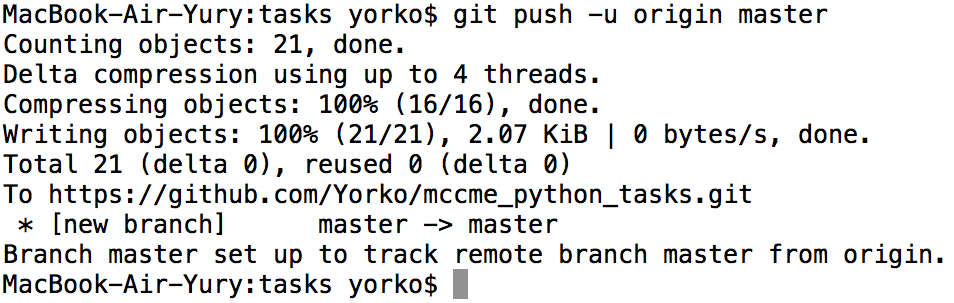 MacBook-Air-Yury:tasks yorko$ git push -u origin master
Counting objects: 21, done.
Delta compression using up to 4 threads.
Compressing objects: 100% (16/16), done.
Writing objects: 100% (21/21), 2.07 KiB | 0 bytes/s, done.
Total 21 (delta 0), reused 0 (delta 0)
To https://github.com/Yorko/mccme_python_tasks.git
 * [new branch]      master -> master
Branch master set up to track remote branch master from origin.
MacBook-Air-Yury:tasks yorko$